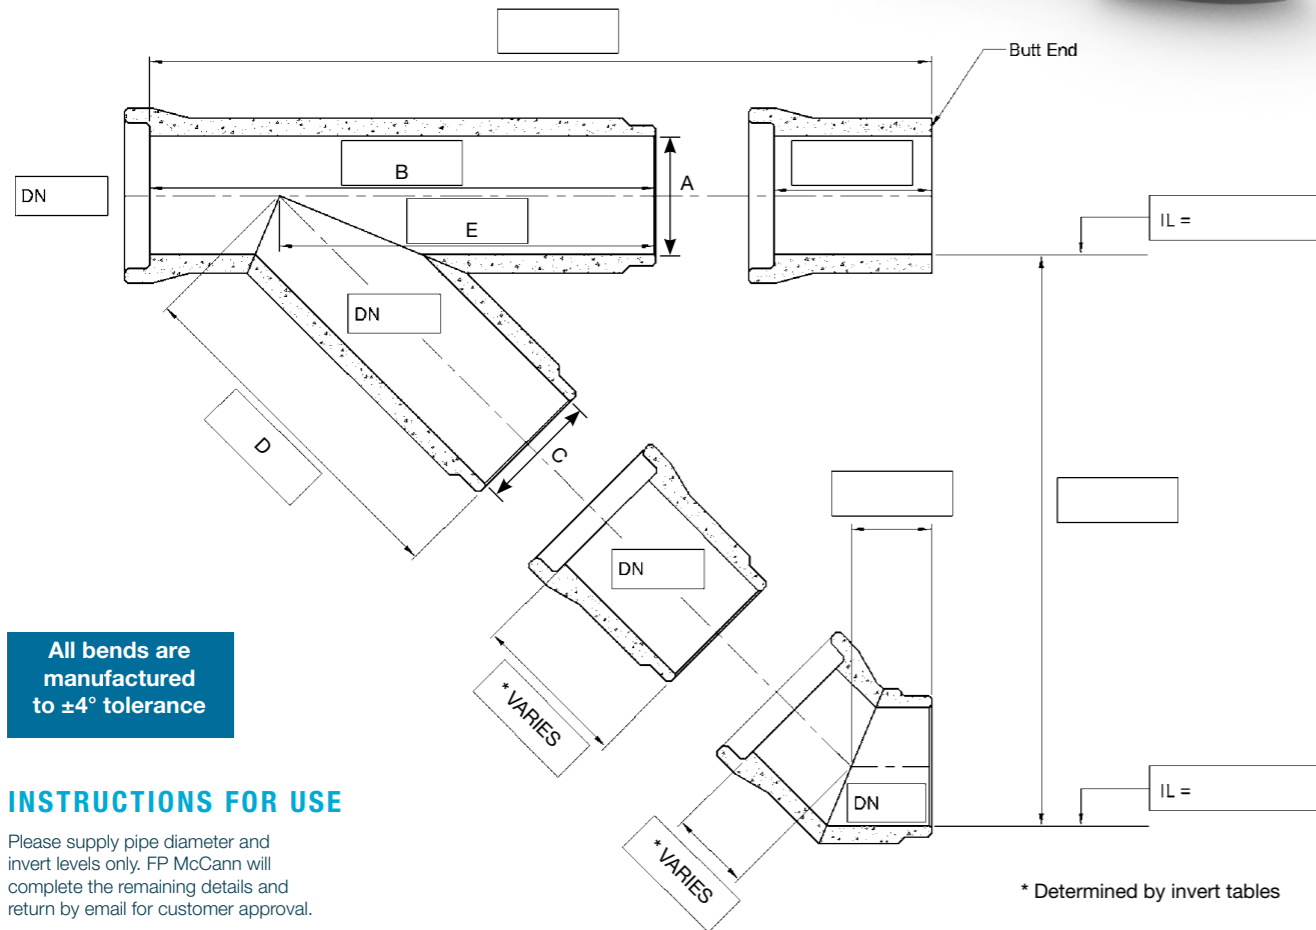 Butt End
B
A
DN
E
IL =
DN
D
C
DN
* VARIES
All bends are
manufactured
to ±4° tolerance
DN
IL =
* VARIES
INSTRUCTIONS FOR USE
Please supply pipe diameter and
invert levels only. FP McCann will
complete the remaining details and
return by email for customer approval.
* Determined by invert tables